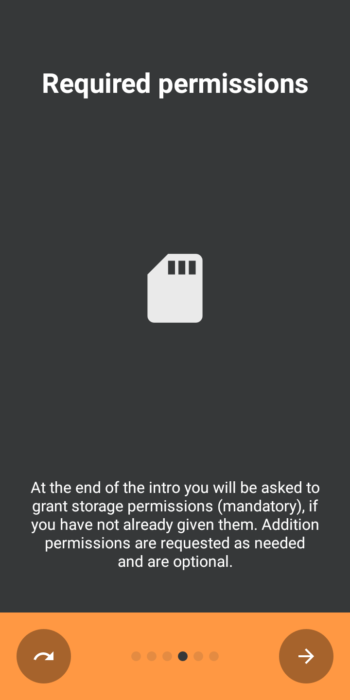 Required permissions
At the end of the intro you will be asked to
grant storage permissions (mandatory), if
you have not already given them. Addition
permissions are requested as needed
and are optional.